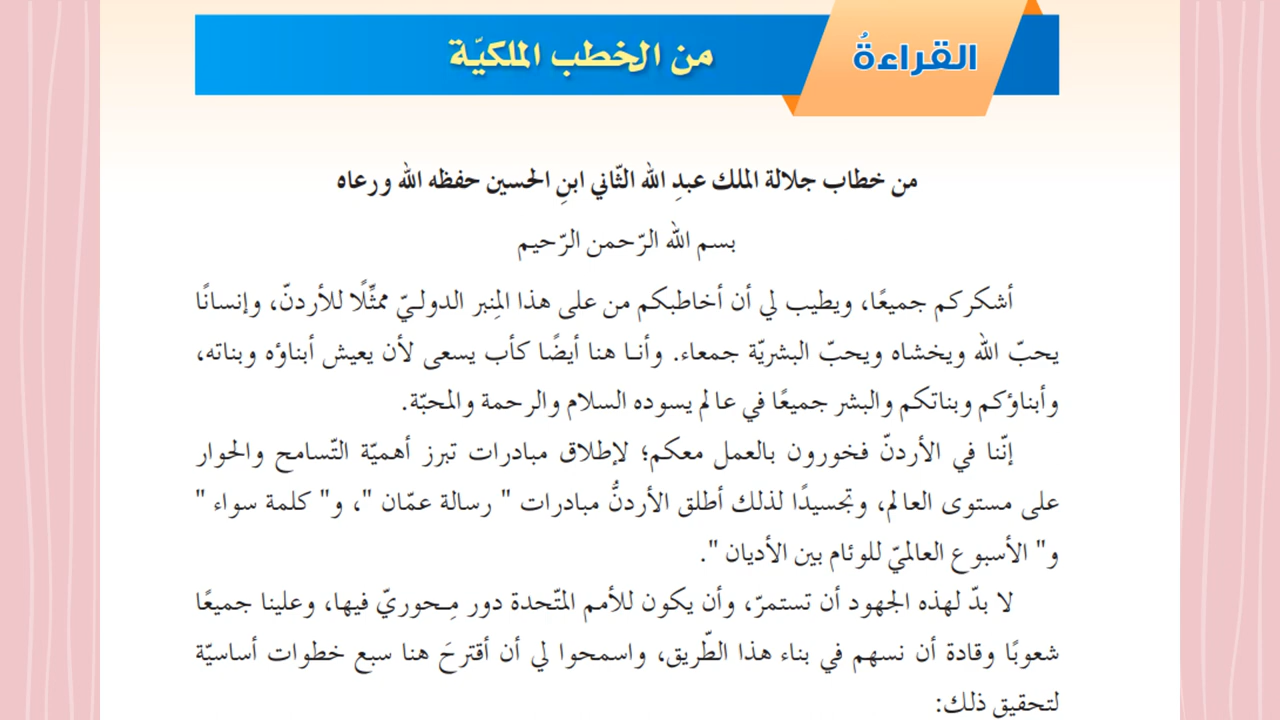 القراءةُ
من الخطب الملكيّة
من خطاب جلالة الملك عبدِ الله الثّاني ابنِ الحسين حفظه الله ورعاه
بسم الله الرّحمن الرّحيم
أشكركم جميعًا، ويطيب لي أن أخاطبكم من على هذا المِنبر الدوليّ ممثِّلًا للأردنّ، وإنسانًا
يحبّ الله ويخشاه ويحبّ البشريّة جمعاء. وأنا هنا أيضًا كأب يسعى لأن يعيش أبناؤه وبناته،
وأبناؤكم وبناتكم والبشر جميعًا في عالم يسوده السلام والرحمة والمحبّة.
إنّنا في الأردنّ فخورون بالعمل معكم؛ لإطلاق مبادرات تبرز أهميّة التّسامح والحوار
على مستوى العالم، وتجسيدًا لذلك أطلق الأردنُّ مبادرات " رسالة عمّان "، و" كلمة سواء "
و" الأسبوع العالميّ للوئام بين الأديان ".
لا بدّ لهذه الجهود أن تستمرّ، وأن يكون للأمم المتّحدة دور مِحوريّ فيها، وعلينا جميعًا
شعوبًا وقادة أن نسهم في بناء هذا الطّريق، واسمحوا لي أن أقترحَ هنا سبع خطوات أساسيّة
لتحقيق ذلك: